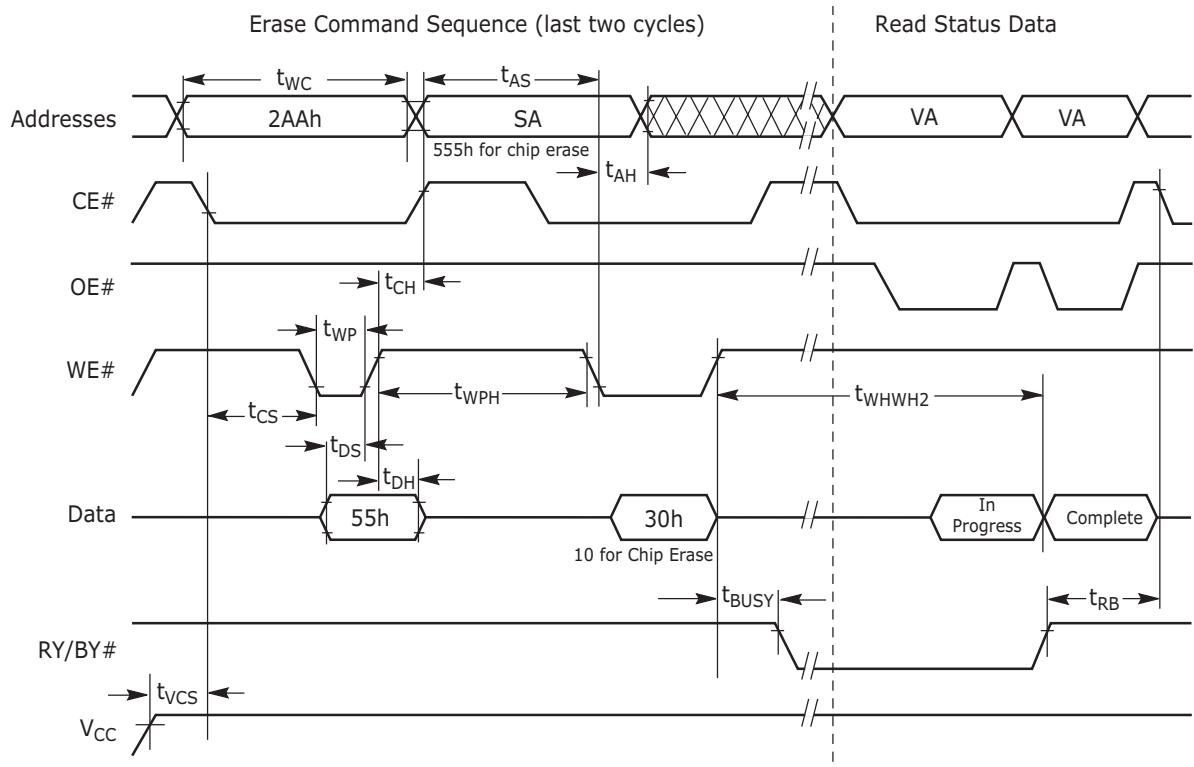 Erase Command Sequence (last two cycles)
Read Status Data
tWC
tAS
Addresses
2AAh
SA
VA
VA
555h for chip erase
tAH
CE#
OE#
tCH
tWP
WE#
tWPH
tWHWH2
tCS
tDS
tDH
Data
55h
30h
In
Progress
Complete
10 for Chip Erase
tBUSY
tRB
RY/BY#
tVCS
VCC